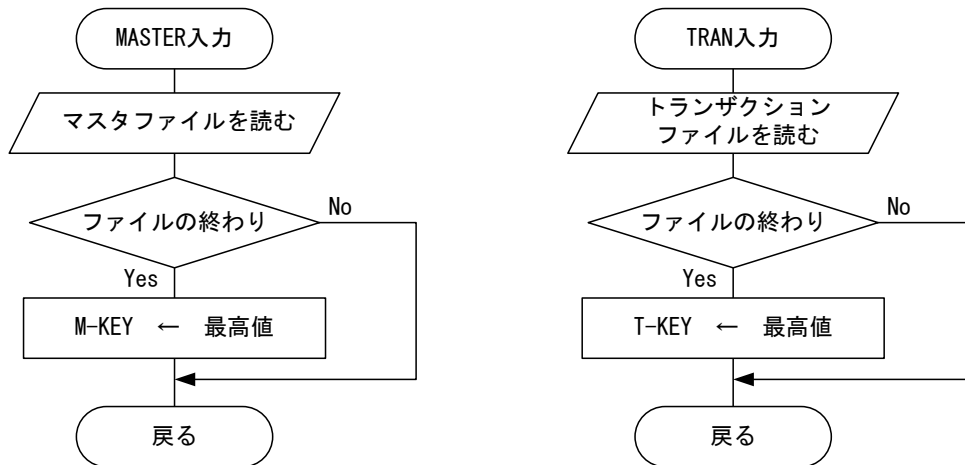 MASTER入力
マスタファイルを読む
ファイルの終わり
No
Yes
M-KEY ← 最高値
戻る
TRAN入力
トランザクション
ファイルを読む
ファイルの終わり
No
Yes
T-KEY ← 最高値
戻る